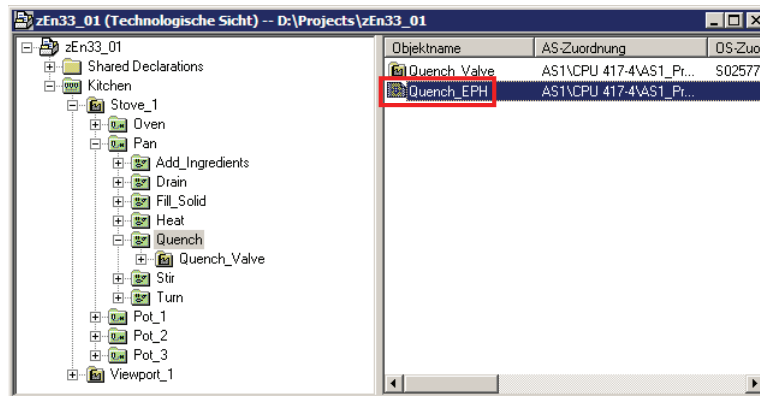 zEn33_01 (Technologische Sicht) -- D:\Projects\zEn33_01
zEn33_01
Shared Declarations
Kitchen
Stove_1
Oven
Pan
Add_Ingredients
Drain
Fill_Solid
Heat
Quench
Quench_Valve
Stir
Turn
Pot_1
Pot_2
Pot_3
Viewport_1
Objektname AS-Zuordnung OS-Zuo
Quench_Valve AS1\CPU 417-4\AS1_Pr... S02577
Quench_EPH AS1\CPU 417-4\AS1_Pr...